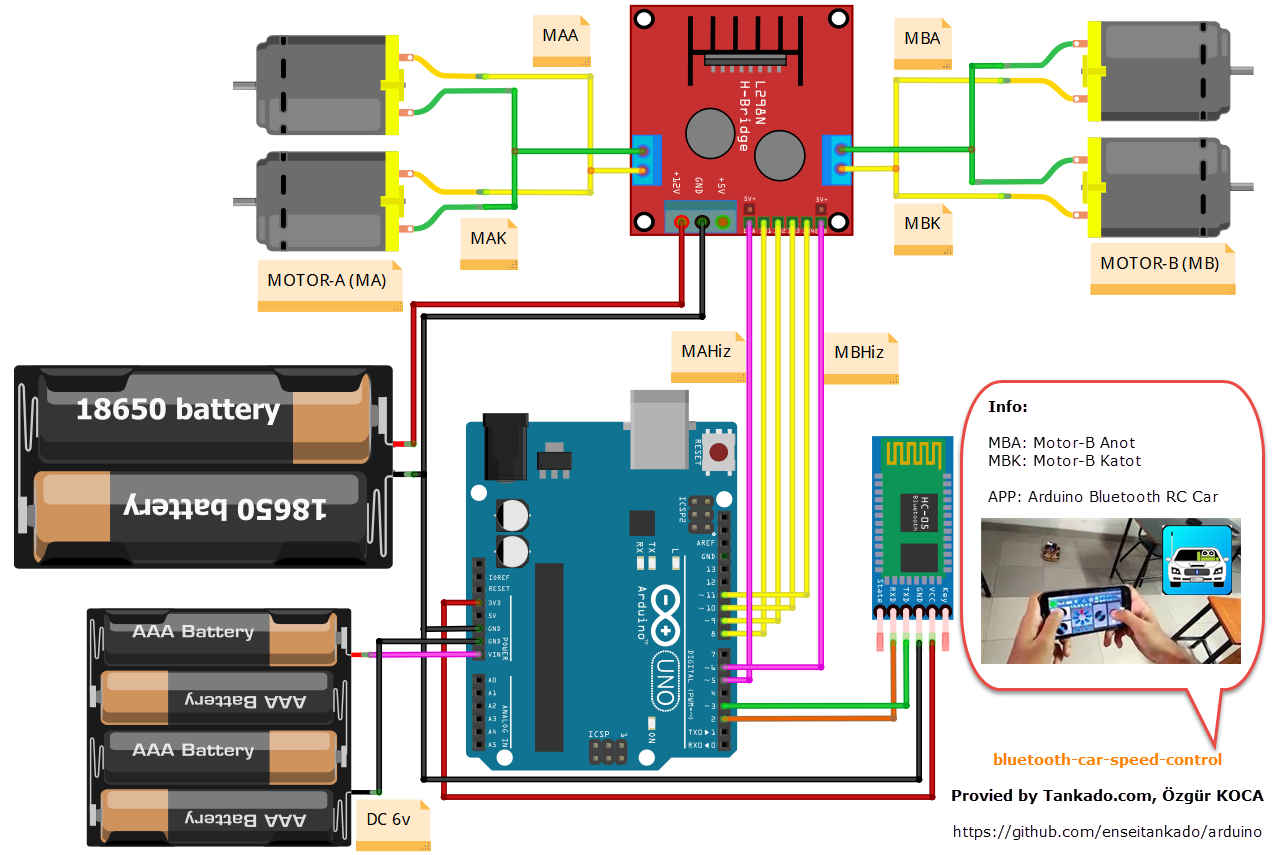 MAA
MBA
L298N
H-Bridge
+12V
GND
+5V
5V+
5V+
MAK
MBK
MOTOR-A (MA)
MOTOR-B (MB)
MAHiz
MBHiz
18650 battery
18650 battery
AAA Battery
AAA Battery
AAA Battery
AAA Battery
DC 6v
RESET
ICSP2
AREF
GND
13
12
~11
~10
~9
8
7
~6
~5
4
~3
2
TXD►1
RXD◄0
DIGITAL (PWM=~)
RX
TX
L
Arduino™
UNO
IOREF
RESET
3V3
5V
GND
GND
VIN
POWER
A0
A1
A2
A3
A4
A5
ANALOG IN
ICSP
1
ON
HC-05
Bluetooth
State
RXD
TXD
GND
VCC
Key
Info:
MBA: Motor-B Anot
MBK: Motor-B Katot
APP: Arduino Bluetooth RC Car
bluetooth-car-speed-control
Provied by Tankado.com, Özgür KOCA
https://github.com/enseitankado/arduino